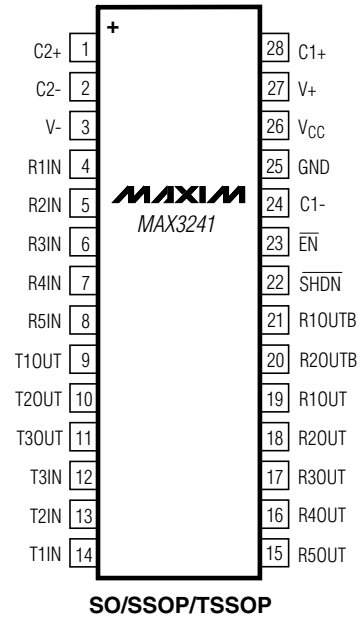 +
C2+ 1 28 C1+
C2- 2 27 V+
V- 3 26 VCC
R1IN 4 25 GND
R2IN 5 MAXIM 24 C1-
MAX3241
R3IN 6 23 EN
R4IN 7 22 SHDN
R5IN 8 21 R1OUTB
T1OUT 9 20 R2OUTB
T2OUT 10 19 R1OUT
T3OUT 11 18 R2OUT
T3IN 12 17 R3OUT
T2IN 13 16 R4OUT
T1IN 14 15 R5OUT
SO/SSOP/TSSOP